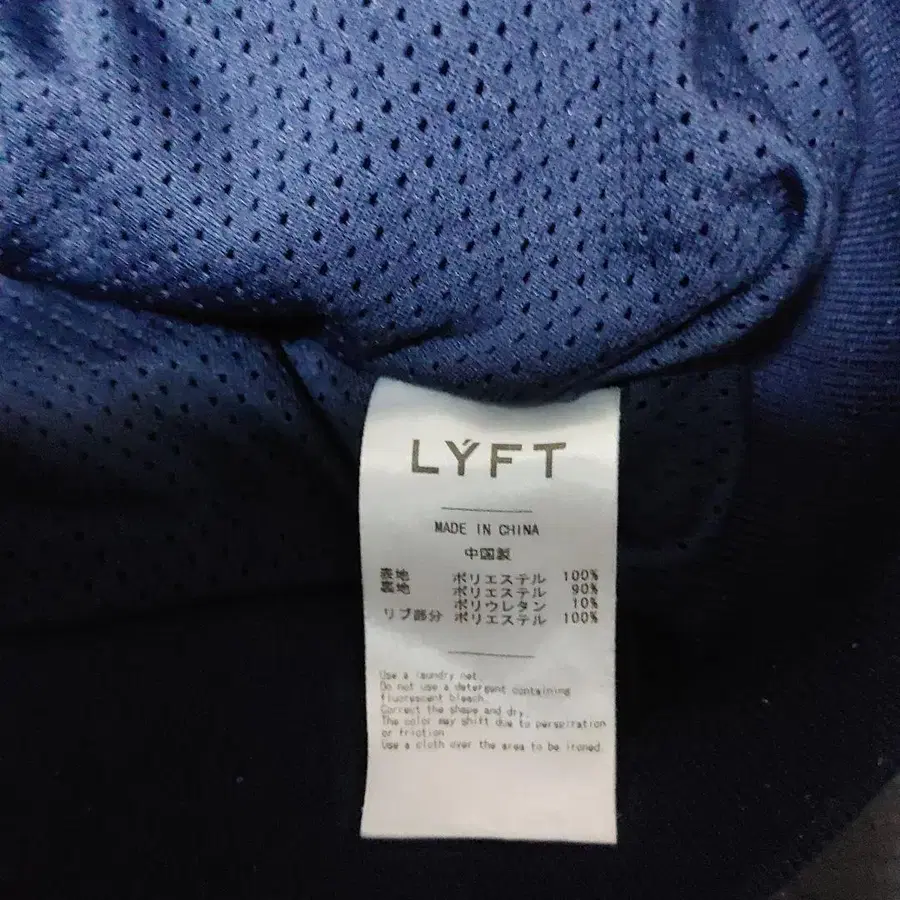 LÝFT
MADE IN CHINA
中国製
表地 ポリエステル 100%
裏地 ポリエステル 90%
ポリウレタン 10%
リブ部分 ポリエステル 100%
Use a laundry net.
Do not use a detergent containing
fluorescent bleach.
Correct the shape and dry.
The color may shift due to perspiration
or friction
Use a cloth over the area to be ironed.